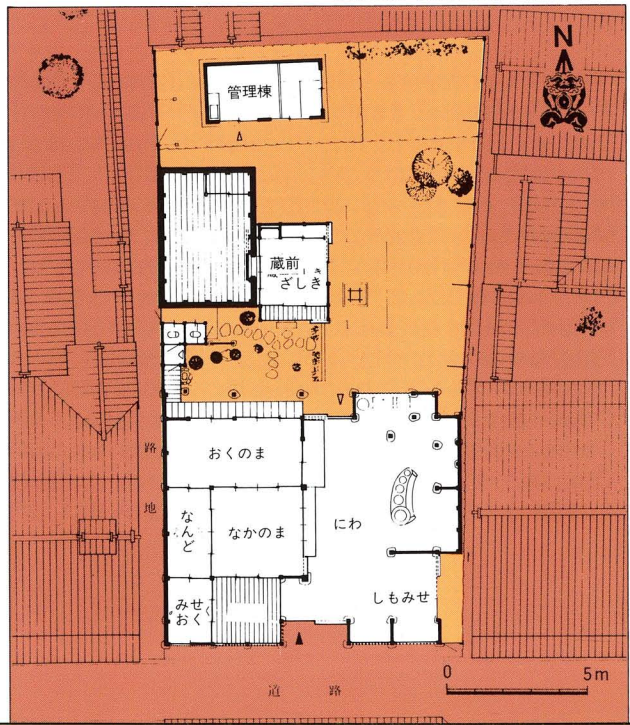 N
管理棟
蔵前
ざしき
路
地
おくのま
なんど
なかのま
にわ
みせ
おく
しもみせ
0 5m
道 路